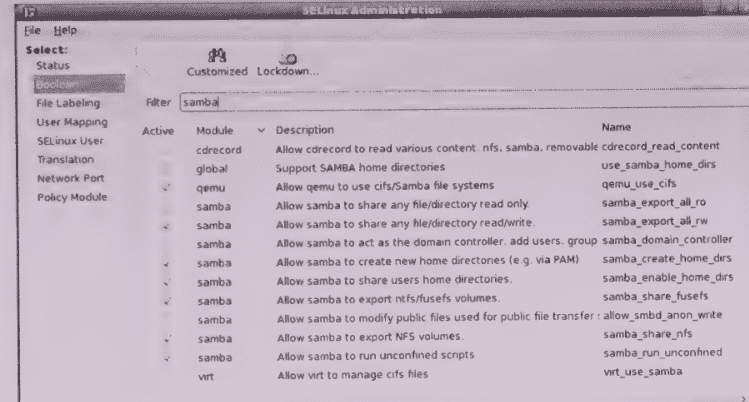 SELinux Administration
File Help
Select:
Status
Boolean
File Labeling
User Mapping
SELinux User
Translation
Network Port
Policy Module
Customized Lockdown...
Filter samba
Active Module Description Name
cdrecord Allow cdrecord to read various content. nfs, samba, removable cdrecord_read_content
global Support SAMBA home directories use_samba_home_dirs
qemu Allow qemu to use cifs/Samba file systems qemu_use_cifs
samba Allow samba to share any file/directory read only. samba_export_all_ro
samba Allow samba to share any file/directory read/write. samba_export_all_rw
samba Allow samba to act as the domain controller. add users. group samba_domain_controller
samba Allow samba to create new home directories (e.g. via PAM) samba_create_home_dirs
samba Allow samba to share users home directories. samba_enable_home_dirs
samba Allow samba to export ntfs/fusefs volumes. samba_share_fusefs
samba Allow samba to modify public files used for public file transfer s allow_smbd_anon_write
samba Allow samba to export NFS volumes. samba_share_nfs
samba Allow samba to run unconfined scripts samba_run_unconfined
virt Allow virt to manage cifs files virt_use_samba